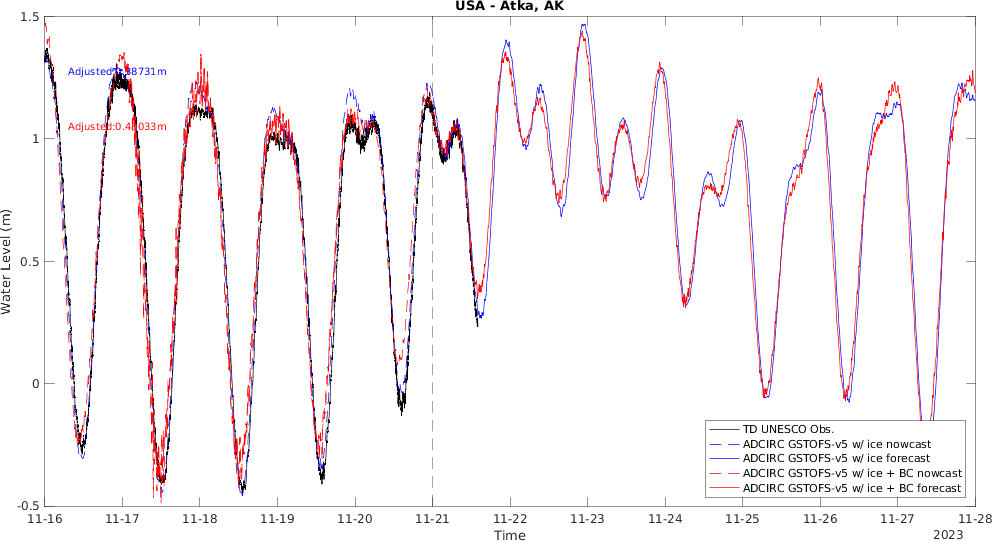 USA - Atka, AK
1.5
1
0.5
0
-0.5
Water Level (m)
11-16
11-17
11-18
11-19
11-20
11-21
11-22
11-23
11-24
11-25
11-26
11-27
11-28
Time
2023
TD UNESCO Obs.
ADCIRC GSTOFS-v5 w/ ice nowcast
ADCIRC GSTOFS-v5 w/ ice forecast
ADCIRC GSTOFS-v5 w/ ice + BC nowcast
ADCIRC GSTOFS-v5 w/ ice + BC forecast